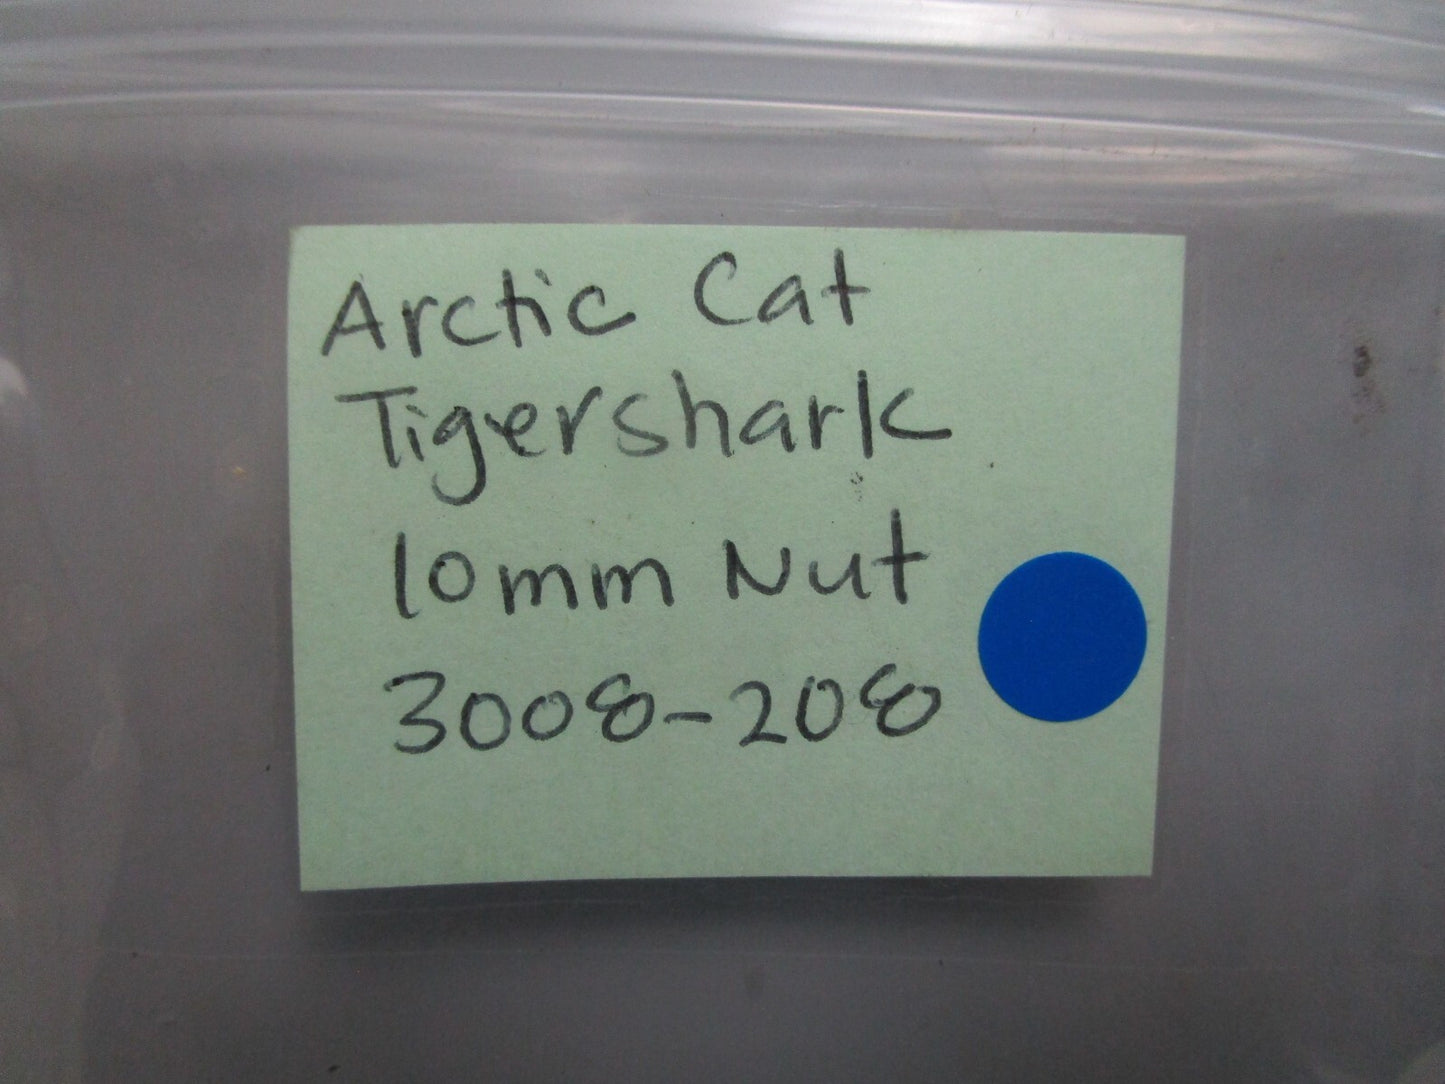 Arctic Cat
Tigershark
10mm Nut
3008-208